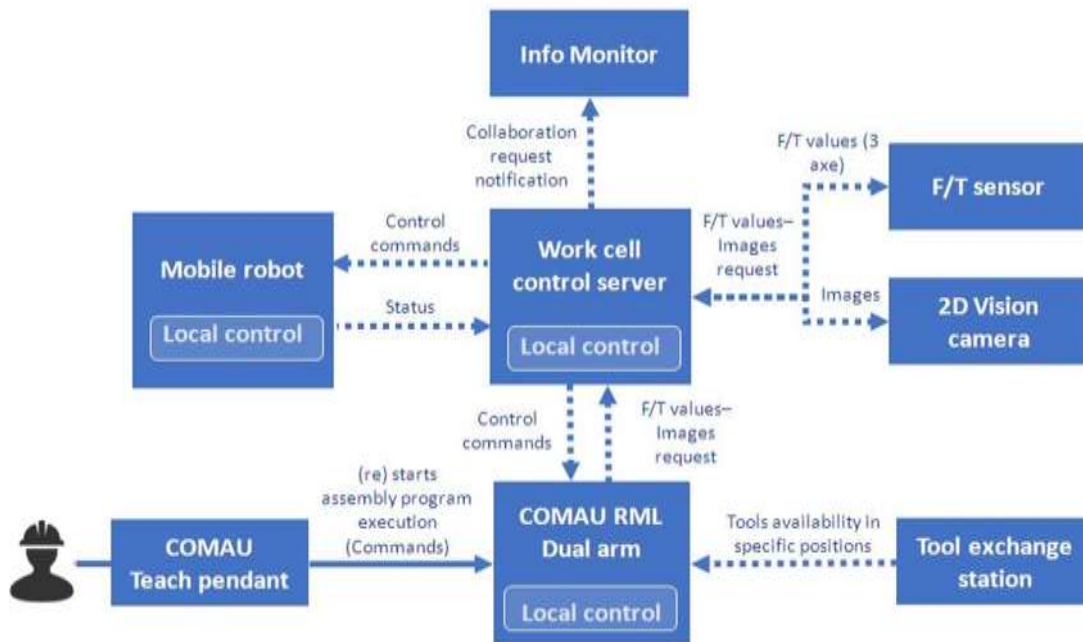 Info Monitor
Collaboration
request
notification
F/T values (3
axe)
F/T sensor
Control
commands
Mobile robot
Local control
Status
Work cell
control server
Local control
F/T values–
Images
request
Images
2D Vision
camera
Control
commands
F/T values–
Images
request
(re) starts
assembly program
execution
(Commands)
COMAU
Teach pendant
COMAU RML
Dual arm
Local control
Tools availability in
specific positions
Tool exchange
station